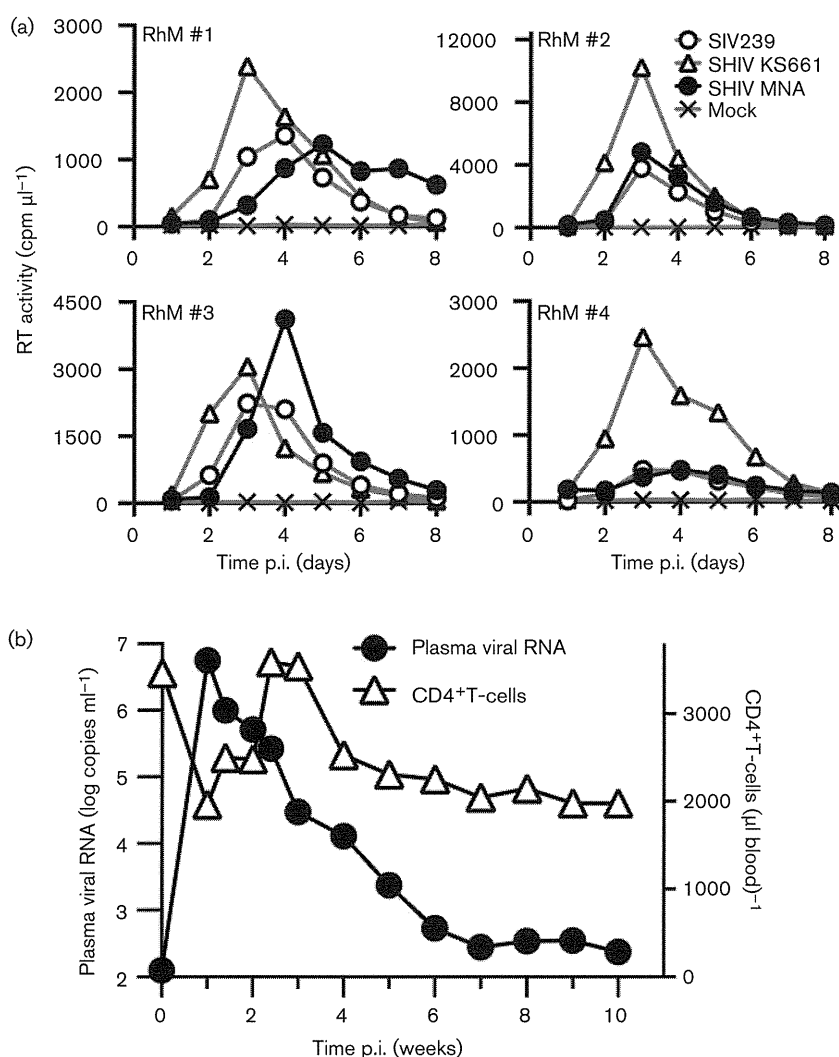 (a)
RhM #1
RhM #2
SIV239
SHIV KS661
SHIV MNA
Mock
3000
2000
1000
0
0 2 4 6 8
12000
8000
4000
0
0 2 4 6 8
RT activity (cpm µl⁻¹)
RhM #3
RhM #4
4500
3000
1500
0
0 2 4 6 8
Time p.i. (days)
3000
2000
1000
0
0 2 4 6 8
Time p.i. (days)
(b)
Plasma viral RNA
CD4⁺T-cells
Plasma viral RNA (log copies ml⁻¹)
7
6
5
4
3
2
0 2 4 6 8 10
Time p.i. (weeks)
3000
2000
1000
0
CD4⁺T-cells (µl blood)⁻¹